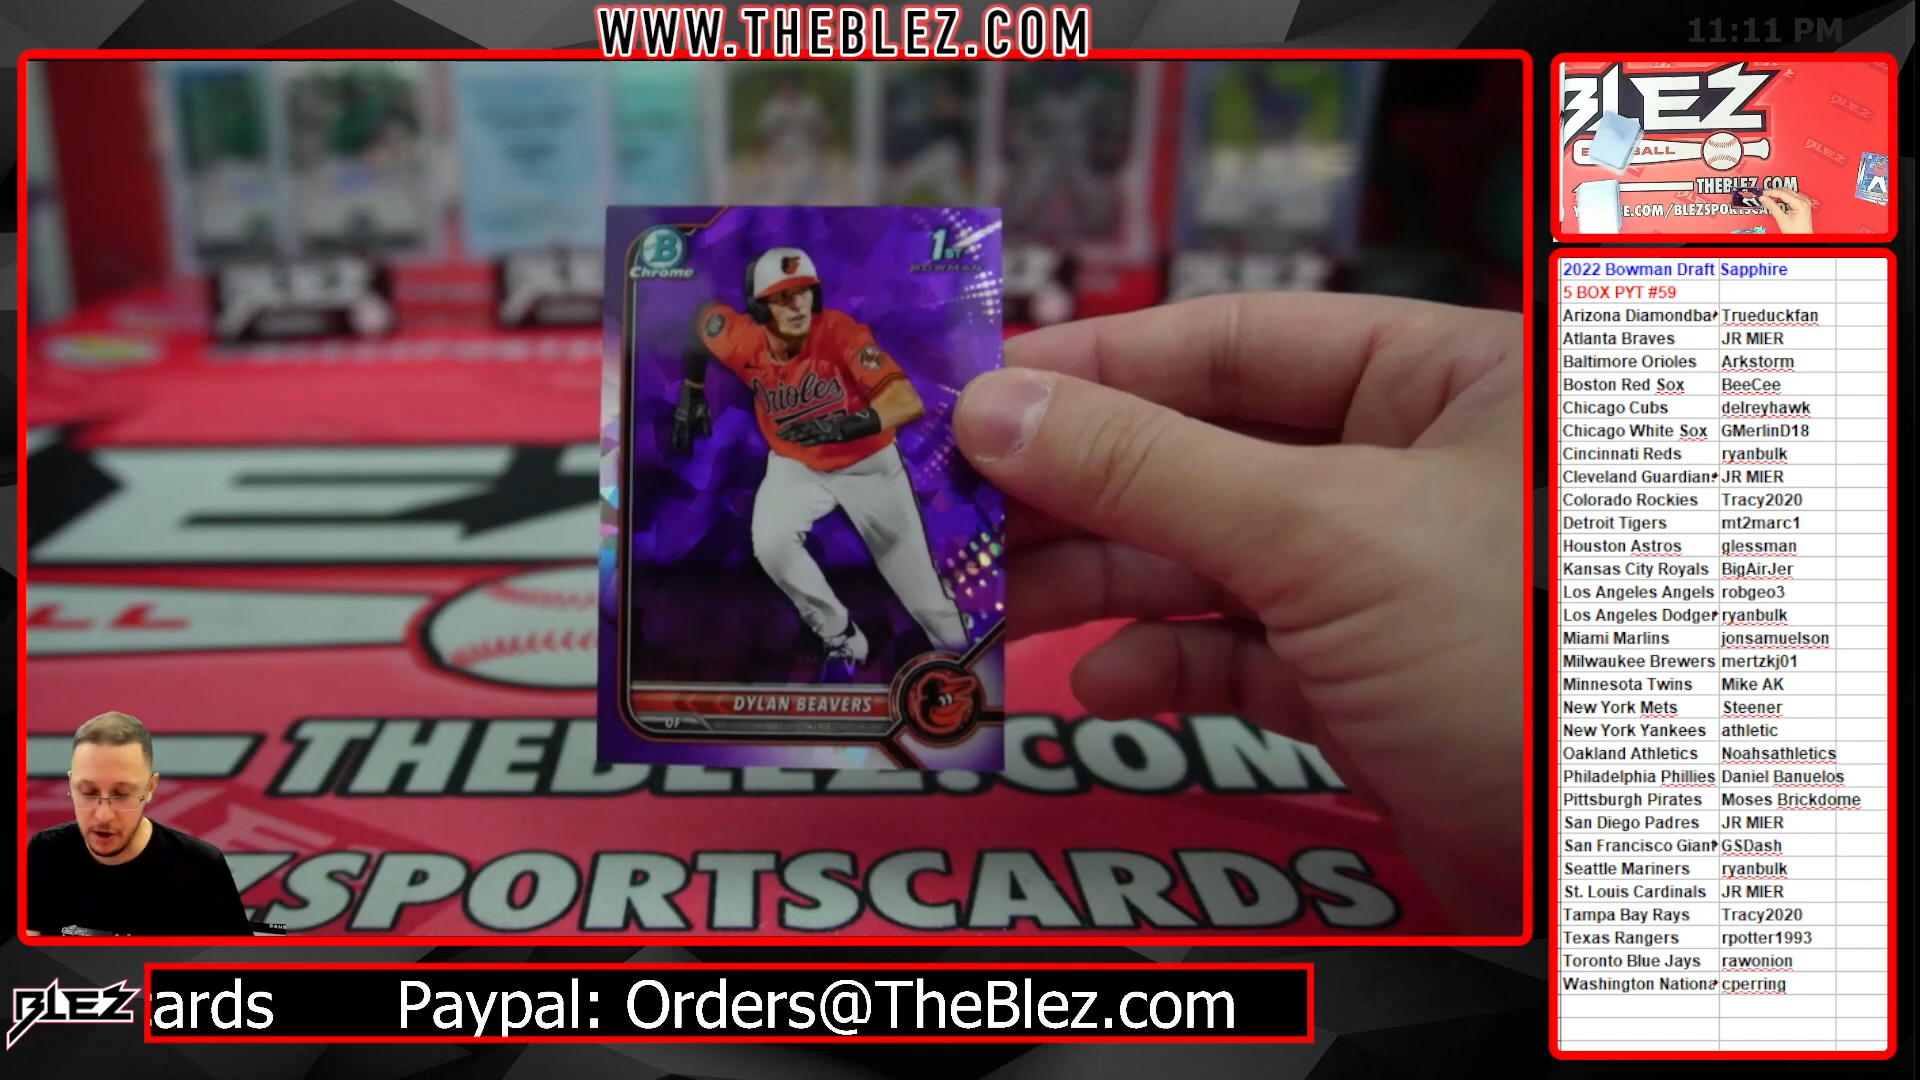 WWW.THEBLEZ.COM
11:11 PM
BLEZ
BALL
THEBLEZ.COM
E.COM/BLEZSPORTSCARDS
B
Chrome
1ST
BOWMAN
Orioles
DYLAN BEAVERS
OF
THEBLEZ.COM
ZSPORTSCARDS
2022 Bowman Draft Sapphire
5 BOX PYT #59
Arizona Diamondba Trueduckfan
Atlanta Braves JR MIER
Baltimore Orioles Arkstorm
Boston Red Sox BeeCee
Chicago Cubs delreyhawk
Chicago White Sox GMerlinD18
Cincinnati Reds ryanbulk
Cleveland Guardian JR MIER
Colorado Rockies Tracy2020
Detroit Tigers mt2marc1
Houston Astros glessman
Kansas City Royals BigAirJer
Los Angeles Angels robgeo3
Los Angeles Dodger ryanbulk
Miami Marlins jonsamuelson
Milwaukee Brewers mertzkj01
Minnesota Twins Mike AK
New York Mets Steener
New York Yankees athletic
Oakland Athletics Noahsathletics
Philadelphia Phillies Daniel Banuelos
Pittsburgh Pirates Moses Brickdome
San Diego Padres JR MIER
San Francisco Giant GSDash
Seattle Mariners ryanbulk
St. Louis Cardinals JR MIER
Tampa Bay Rays Tracy2020
Texas Rangers rpotter1993
Toronto Blue Jays rawonion
Washington Nationa cperring
BLEZ
cards Paypal: Orders@TheBlez.com